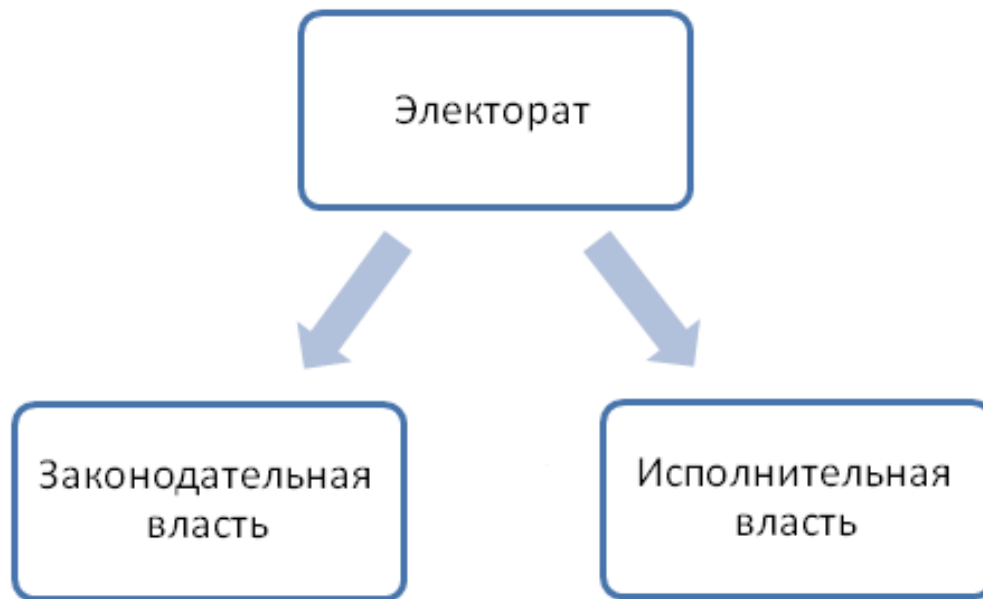 Электорат
Законодательная
власть
Исполнительная
власть